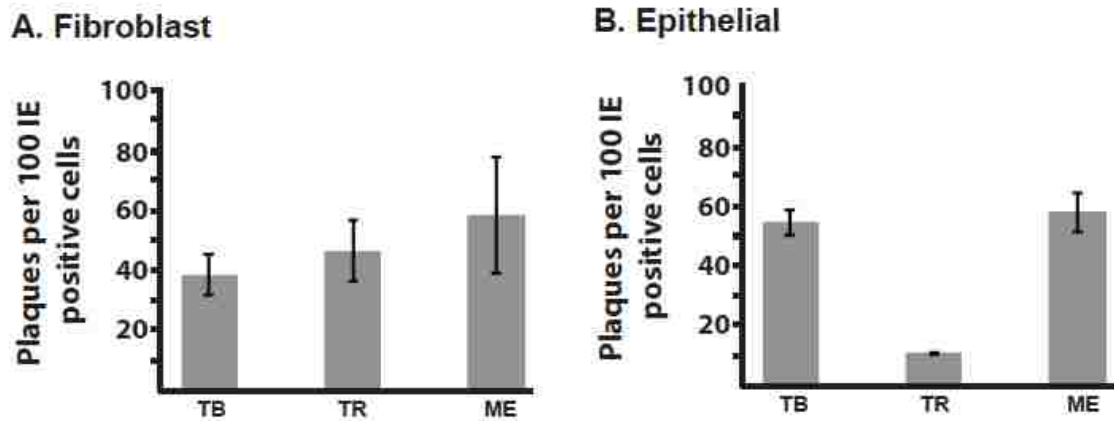 A. Fibroblast
Plaques per 100 IE
positive cells
100
80
60
40
20
TB TR ME
B. Epithelial
Plaques per 100 IE
positive cells
100
80
60
40
20
TB TR ME